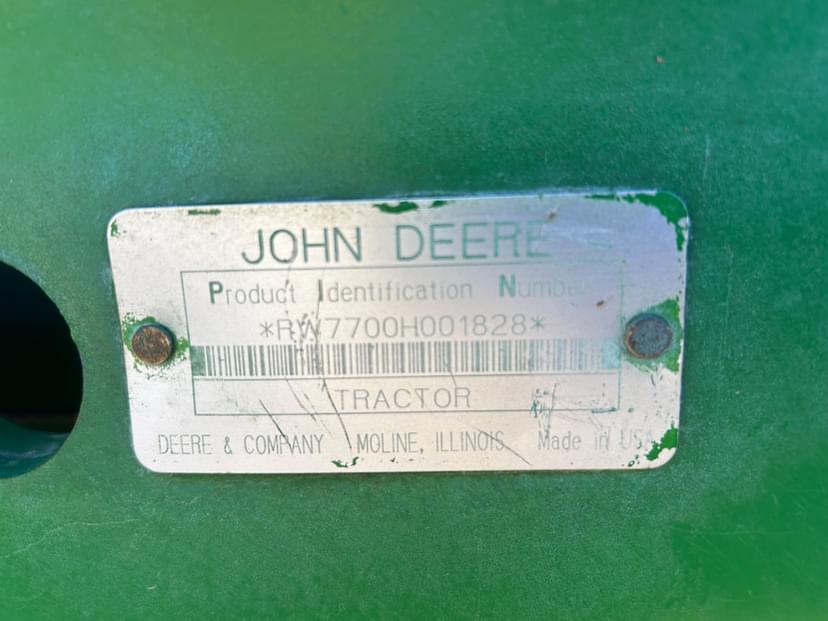 JOHN DEERE
Product Identification Number
*RW7700H001828*
TRACTOR
DEERE & COMPANY MOLINE, ILLINOIS Made in USA